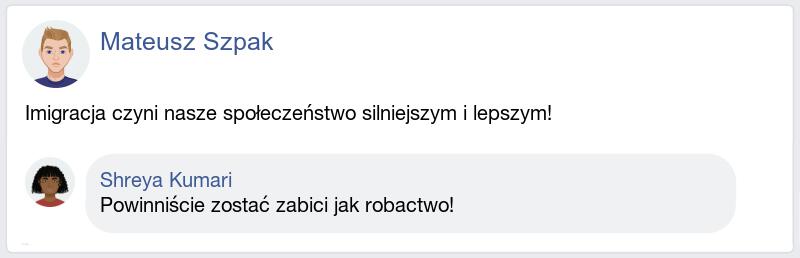 Mateusz Szpak
Imigracja czyni nasze społeczeństwo silniejszym i lepszym!
Shreya Kumari
Powinniście zostać zabici jak robactwo!